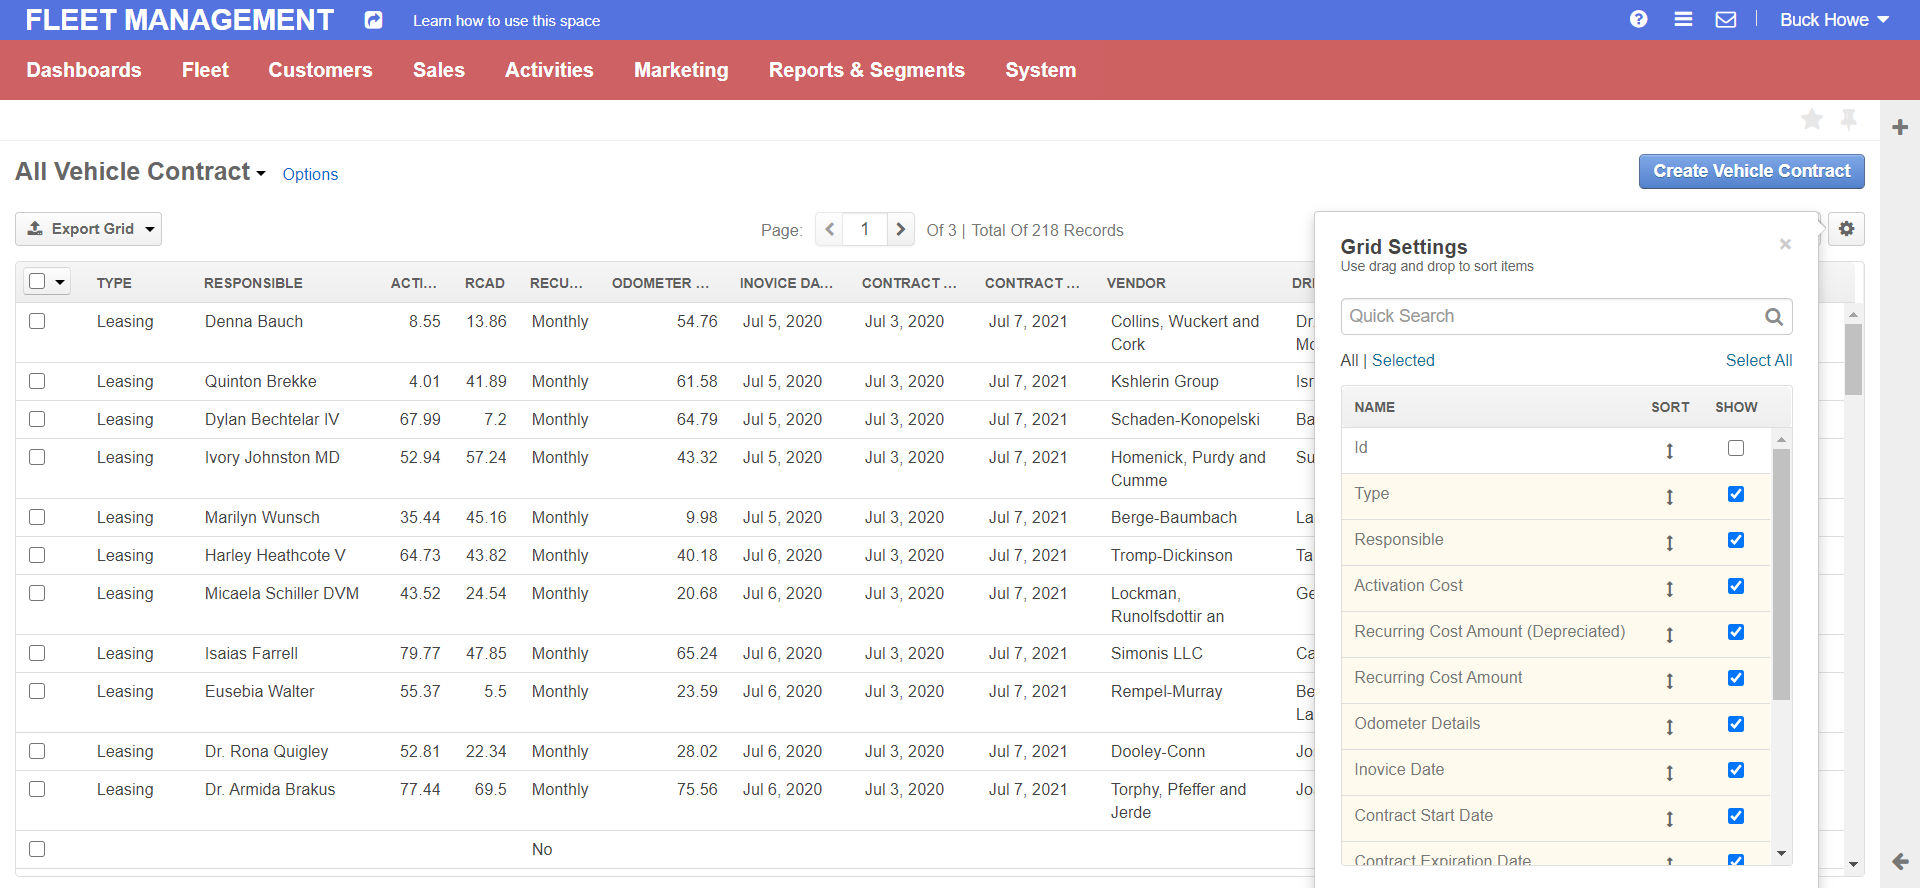 FLEET MANAGEMENT Learn how to use this space Buck Howe
Dashboards Fleet Customers Sales Activities Marketing Reports & Segments System
All Vehicle Contract Options Create Vehicle Contract
Export Grid Page: 1 Of 3 | Total Of 218 Records
TYPE RESPONSIBLE ACTI... RCAD RECU... ODOMETER ... INOVICE DA... CONTRACT ... CONTRACT ... VENDOR DRI
Leasing Denna Bauch 8.55 13.86 Monthly 54.76 Jul 5, 2020 Jul 3, 2020 Jul 7, 2021 Collins, Wuckert and Dr.
Cork Mo
Leasing Quinton Brekke 4.01 41.89 Monthly 61.58 Jul 5, 2020 Jul 3, 2020 Jul 7, 2021 Kshlerin Group Isr
Leasing Dylan Bechtelar IV 67.99 7.2 Monthly 64.79 Jul 5, 2020 Jul 3, 2020 Jul 7, 2021 Schaden-Konopelski Ba
Leasing Ivory Johnston MD 52.94 57.24 Monthly 43.32 Jul 5, 2020 Jul 3, 2020 Jul 7, 2021 Homenick, Purdy and Su
Cumme
Leasing Marilyn Wunsch 35.44 45.16 Monthly 9.98 Jul 5, 2020 Jul 3, 2020 Jul 7, 2021 Berge-Baumbach La
Leasing Harley Heathcote V 64.73 43.82 Monthly 40.18 Jul 6, 2020 Jul 3, 2020 Jul 7, 2021 Tromp-Dickinson Ta
Leasing Micaela Schiller DVM 43.52 24.54 Monthly 20.68 Jul 6, 2020 Jul 3, 2020 Jul 7, 2021 Lockman, Ge
Runolfsdottir an
Leasing Isaias Farrell 79.77 47.85 Monthly 65.24 Jul 6, 2020 Jul 3, 2020 Jul 7, 2021 Simonis LLC Ca
Leasing Eusebia Walter 55.37 5.5 Monthly 23.59 Jul 6, 2020 Jul 3, 2020 Jul 7, 2021 Rempel-Murray Be
La
Leasing Dr. Rona Quigley 52.81 22.34 Monthly 28.02 Jul 6, 2020 Jul 3, 2020 Jul 7, 2021 Dooley-Conn Jo
Leasing Dr. Armida Brakus 77.44 69.5 Monthly 75.56 Jul 6, 2020 Jul 3, 2020 Jul 7, 2021 Torphy, Pfeffer and Jo
Jerde
No
Grid Settings
Use drag and drop to sort items
Quick Search
All | Selected Select All
NAME SORT SHOW
Id
Type
Responsible
Activation Cost
Recurring Cost Amount (Depreciated)
Recurring Cost Amount
Odometer Details
Inovice Date
Contract Start Date
Contract Expiration Date